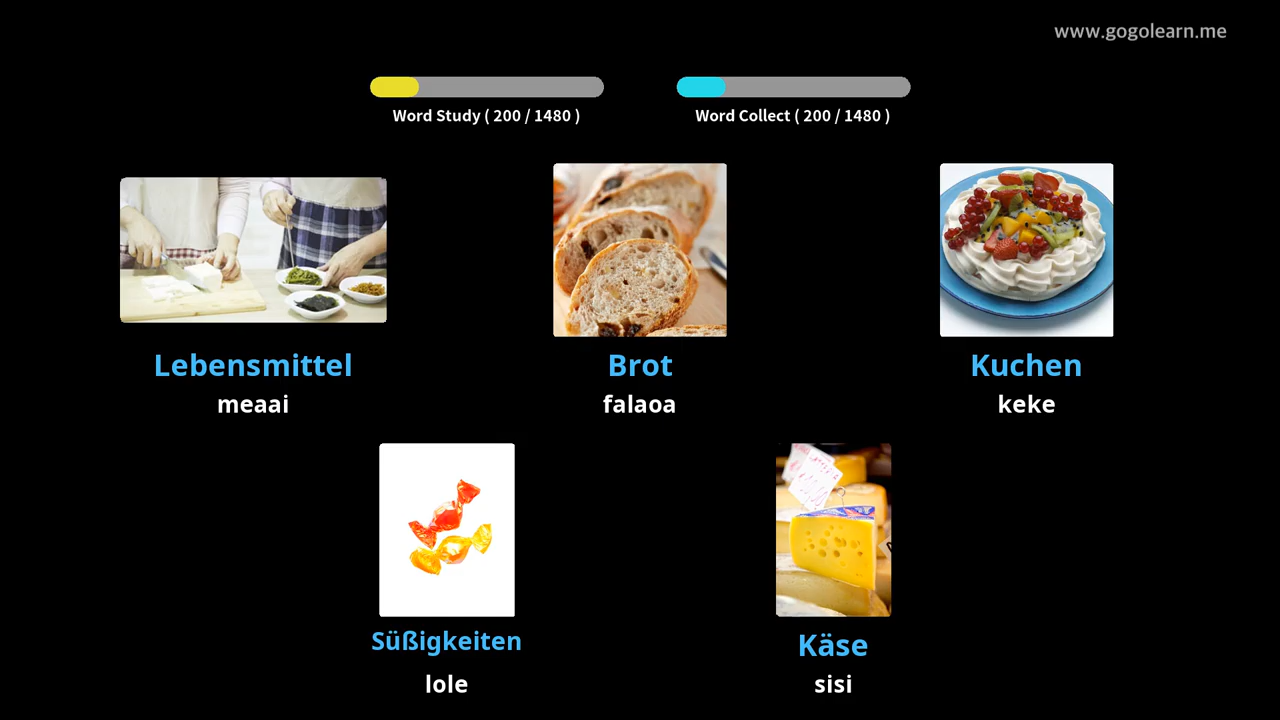 www.gogolearn.me
Word Study ( 200 / 1480 )
Word Collect ( 200 / 1480 )
Lebensmittel
meaai
Brot
falaoa
Kuchen
keke
Süßigkeiten
lole
Käse
sisi